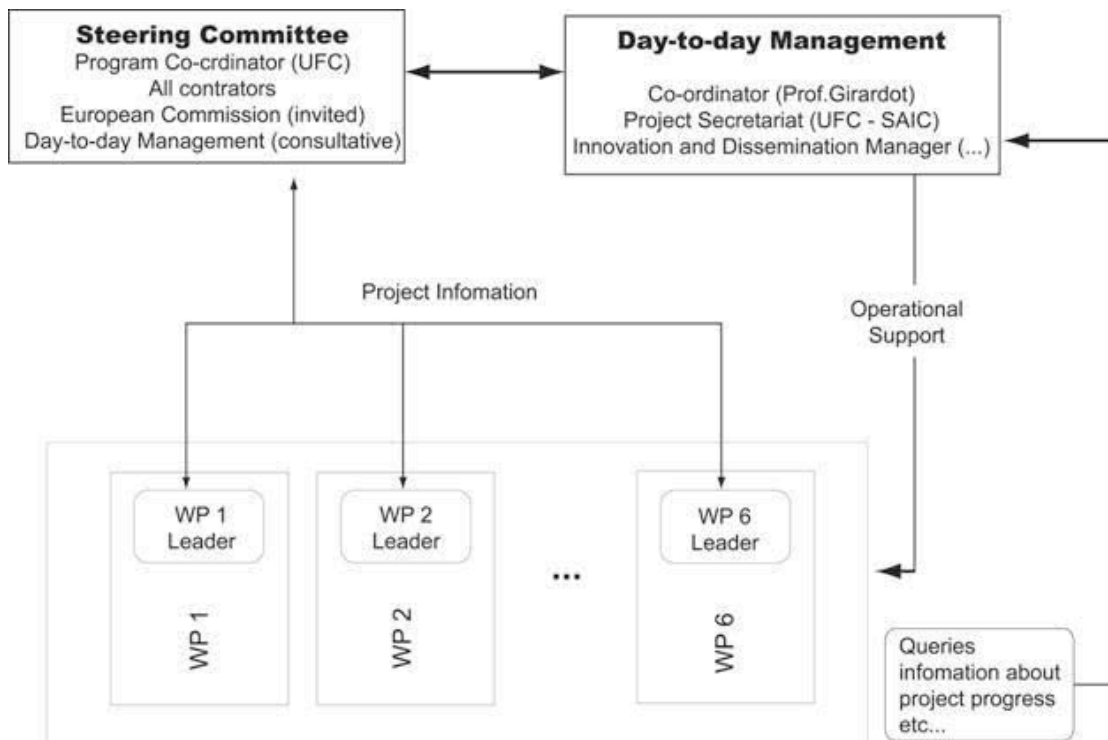 Steering Committee
Program Co-crdinator (UFC)
All contrators
European Commission (invited)
Day-to-day Management (consultative)
Day-to-day Management
Co-ordinator (Prof.Girardot)
Project Secretariat (UFC - SAIC)
Innovation and Dissemination Manager (...)
Project Infomation
Operational
Support
WP 1
Leader
WP 2
Leader
WP 6
Leader
...
WP 1
WP 2
WP 6
Queries
infomation about
project progress
etc...